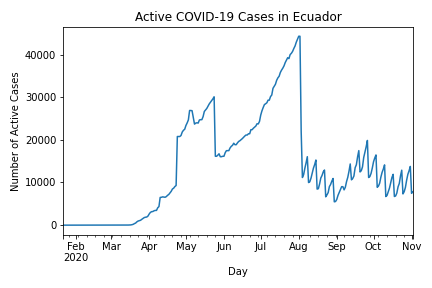 Active COVID-19 Cases in Ecuador
Number of Active Cases
40000
30000
20000
10000
0
Feb Mar Apr May Jun Jul Aug Sep Oct Nov
2020
Day